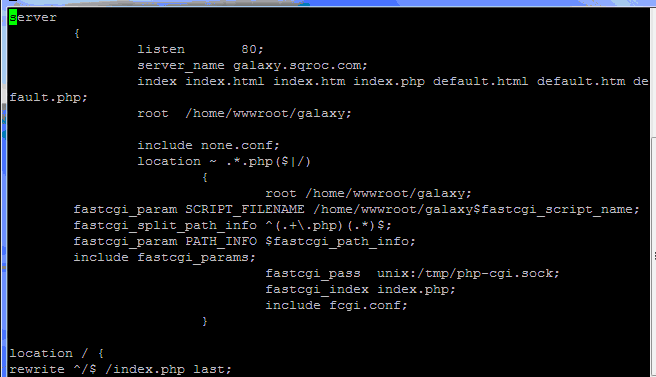 server
{
listen 80;
server_name galaxy.sqroc.com;
index index.html index.htm index.php default.html default.htm de
fault.php;
root /home/wwwroot/galaxy;
include none.conf;
location ~ .*.php($|/)
{
root /home/wwwroot/galaxy;
fastcgi_param SCRIPT_FILENAME /home/wwwroot/galaxy$fastcgi_script_name;
fastcgi_split_path_info ^(.+\.php)(.*)$;
fastcgi_param PATH_INFO $fastcgi_path_info;
include fastcgi_params;
fastcgi_pass unix:/tmp/php-cgi.sock;
fastcgi_index index.php;
include fcgi.conf;
}
location / {
rewrite ^/$ /index.php last;